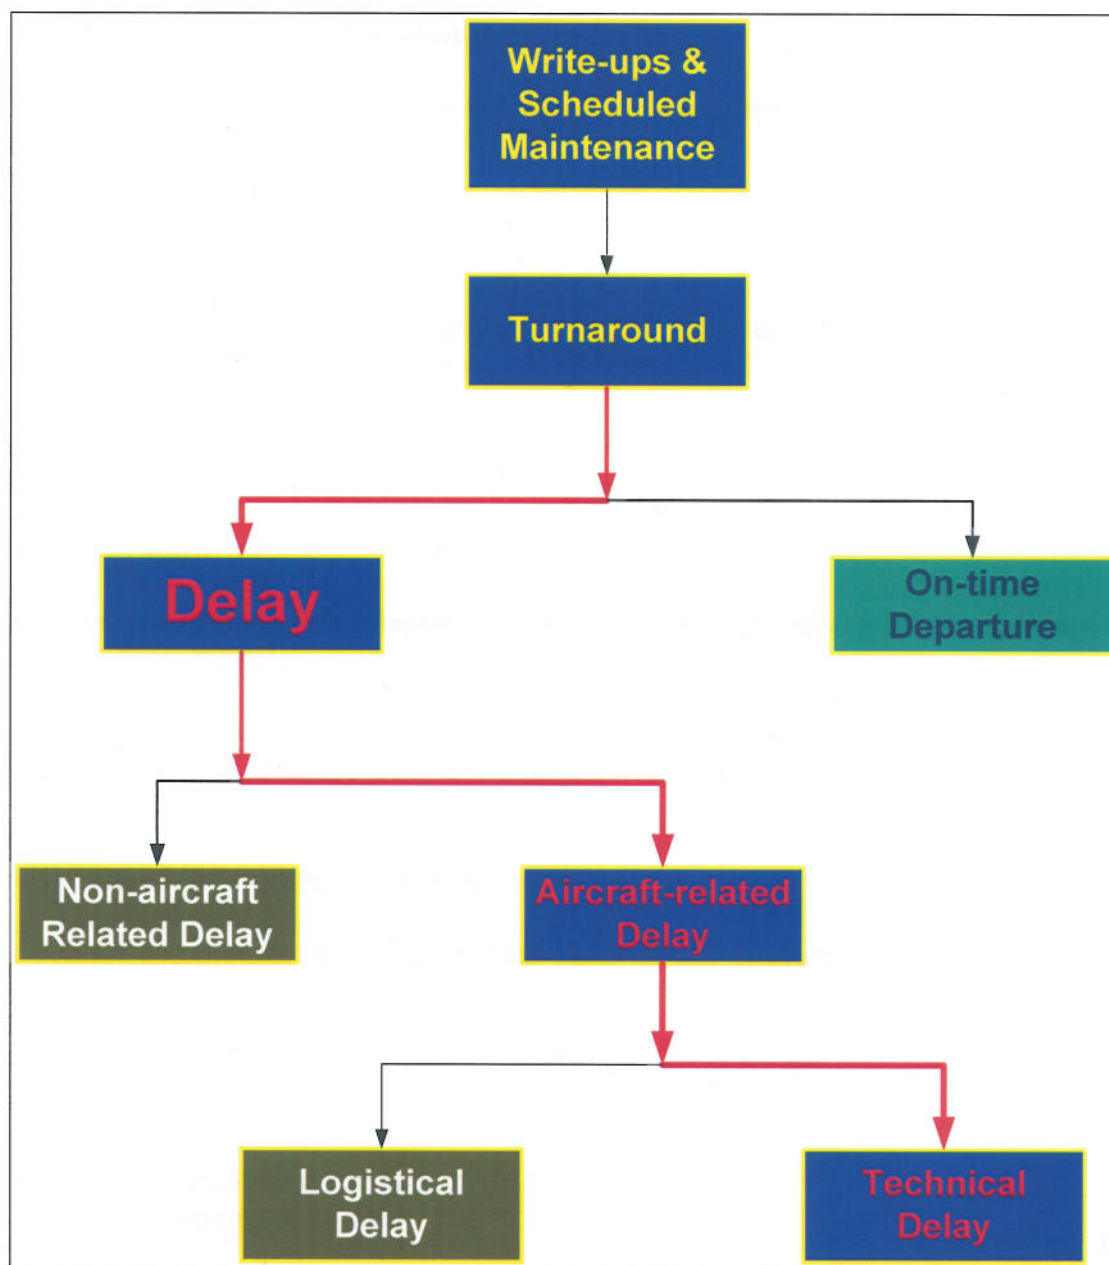 Write-ups &
Scheduled
Maintenance
Turnaround
Delay
On-time
Departure
Non-aircraft
Related Delay
Aircraft-related
Delay
Logistical
Delay
Technical
Delay